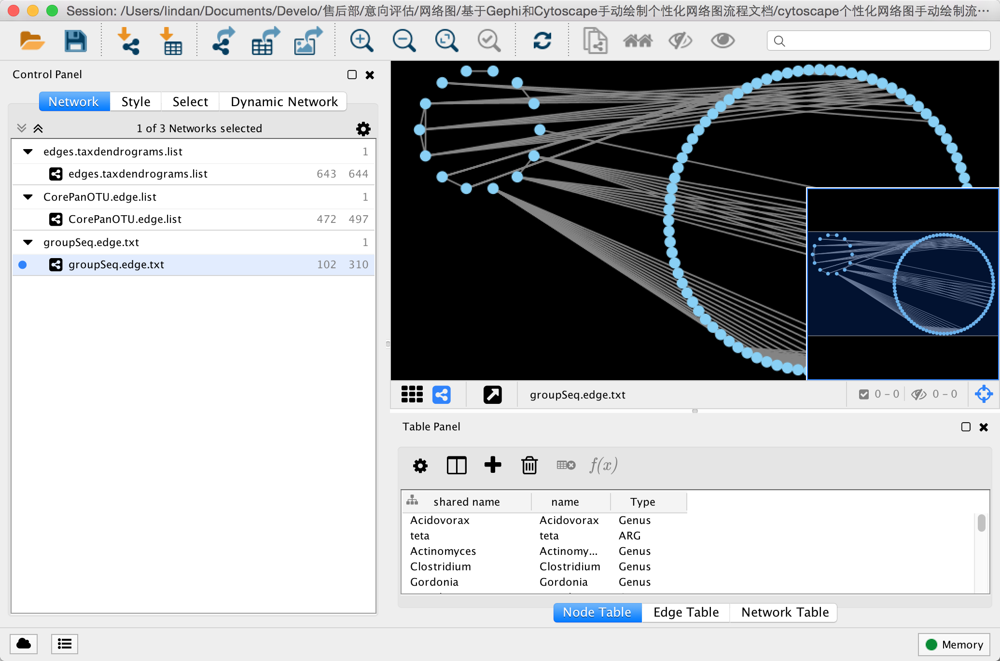 Session: /Users/lindan/Documents/Develo/售后部/意向评估/网络图/基于Gephi和Cytoscape手动绘制个性化网络图流程文档/cytoscape个性化网络图手动绘制流…
Control Panel
Network Style Select Dynamic Network
1 of 3 Networks selected
edges.taxdendrograms.list 1
edges.taxdendrograms.list 643 644
CorePanOTU.edge.list 1
CorePanOTU.edge.list 472 497
groupSeq.edge.txt 1
groupSeq.edge.txt 102 310
groupSeq.edge.txt
0 – 0 0 – 0
Table Panel
f(x)
shared name name Type
Acidovorax Acidovorax Genus
teta teta ARG
Actinomyces Actinomy... Genus
Clostridium Clostridium Genus
Gordonia Gordonia Genus
Node Table Edge Table Network Table
Memory